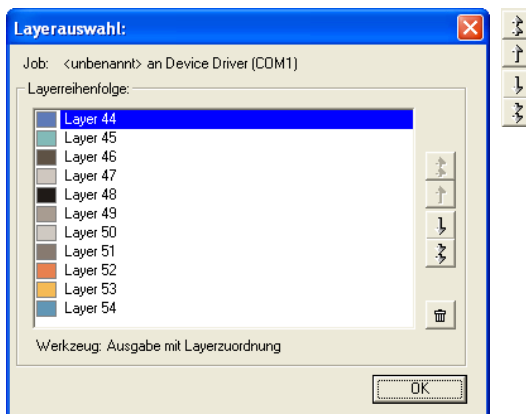 Layerauswahl:
Job: <unbenannt> an Device Driver (COM1)
Layerreihenfolge:
Layer 44
Layer 45
Layer 46
Layer 47
Layer 48
Layer 49
Layer 50
Layer 51
Layer 52
Layer 53
Layer 54
Werkzeug: Ausgabe mit Layerzuordnung
OK